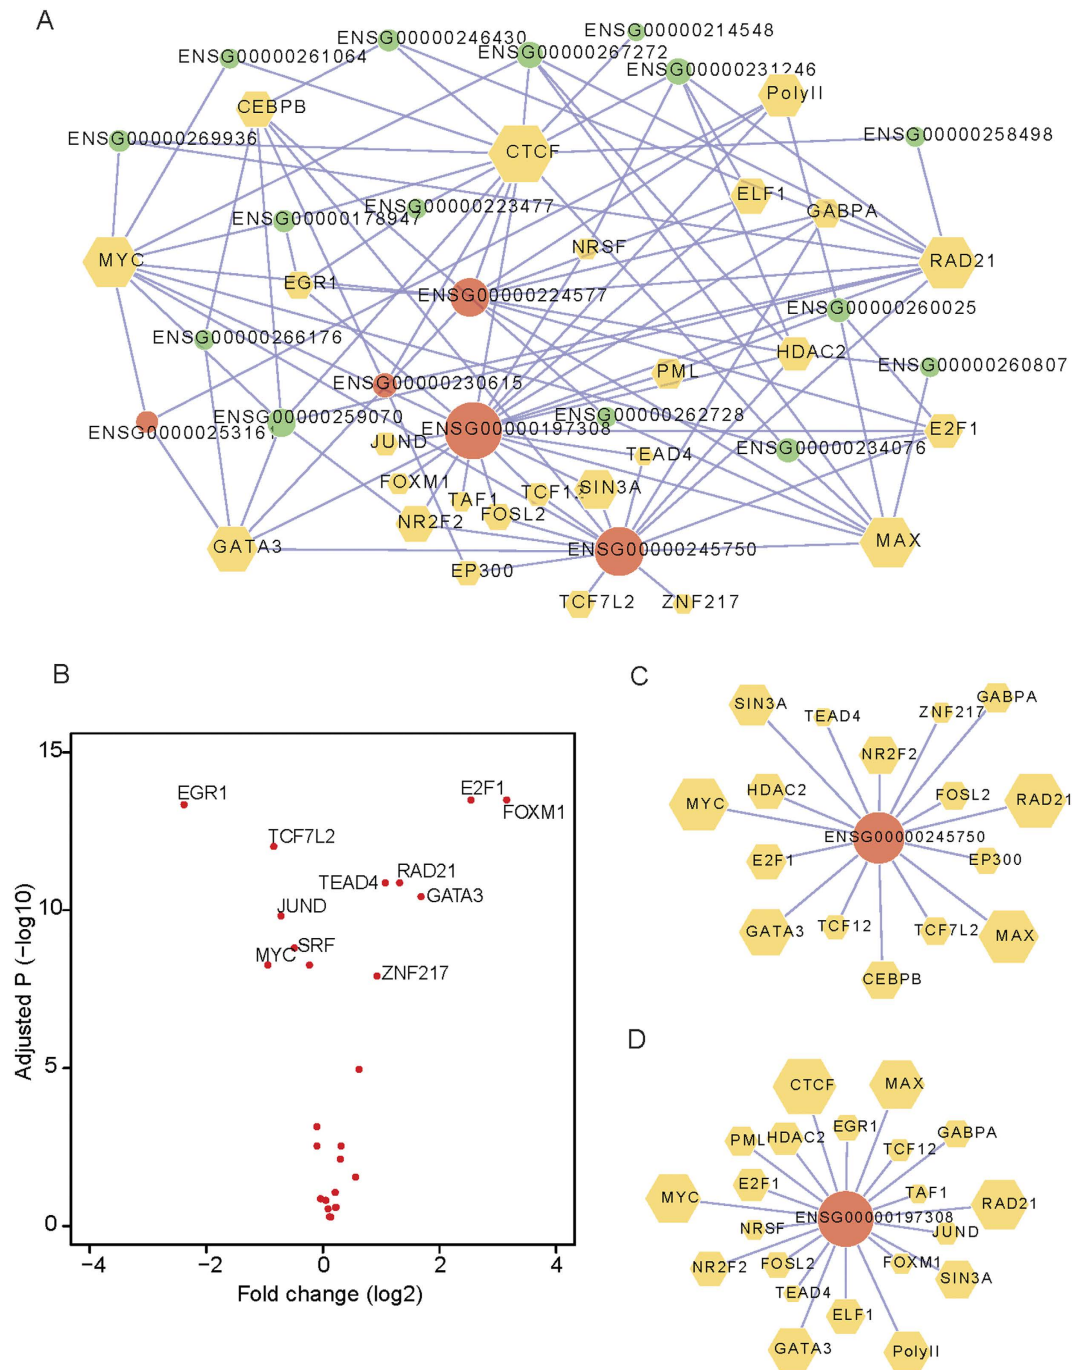 A
ENSG00000246430
ENSG00000214548
ENSG00000261064
ENSG00000267272
ENSG00000231246
CEBPB
PolyII
ENSG00000269936
CTCF
ENSG00000258498
ENSG00000223477
ELF1
ENSG00000178947
GABPA
NRSF
MYC
RAD21
EGR1
ENSG00000224577
ENSG00000260025
ENSG00000266176
HDAC2
ENSG00000260807
PML
ENSG00000230615
ENSG00000259070
ENSG00000262728
ENSG00000253161
ENSG00000197308
E2F1
JUND
ENSG00000234076
TEAD4
FOXM1
TAF1
TCF12
SIN3A
NR2F2
FOSL2
GATA3
ENSG00000245750
MAX
EP300
TCF7L2
ZNF217
B
15
10
5
0
−4
−2
0
2
4
Adjusted P (−log10)
Fold change (log2)
EGR1
E2F1
FOXM1
TCF7L2
TEAD4
RAD21
GATA3
JUND
SRF
MYC
ZNF217
C
SIN3A
TEAD4
ZNF217
GABPA
NR2F2
HDAC2
FOSL2
MYC
RAD21
ENSG00000245750
E2F1
EP300
GATA3
TCF12
TCF7L2
MAX
CEBPB
D
CTCF
MAX
PML
HDAC2
EGR1
TCF12
GABPA
E2F1
TAF1
MYC
RAD21
ENSG00000197308
NRSF
JUND
NR2F2
FOSL2
FOXM1
SIN3A
TEAD4
ELF1
GATA3
PolyII